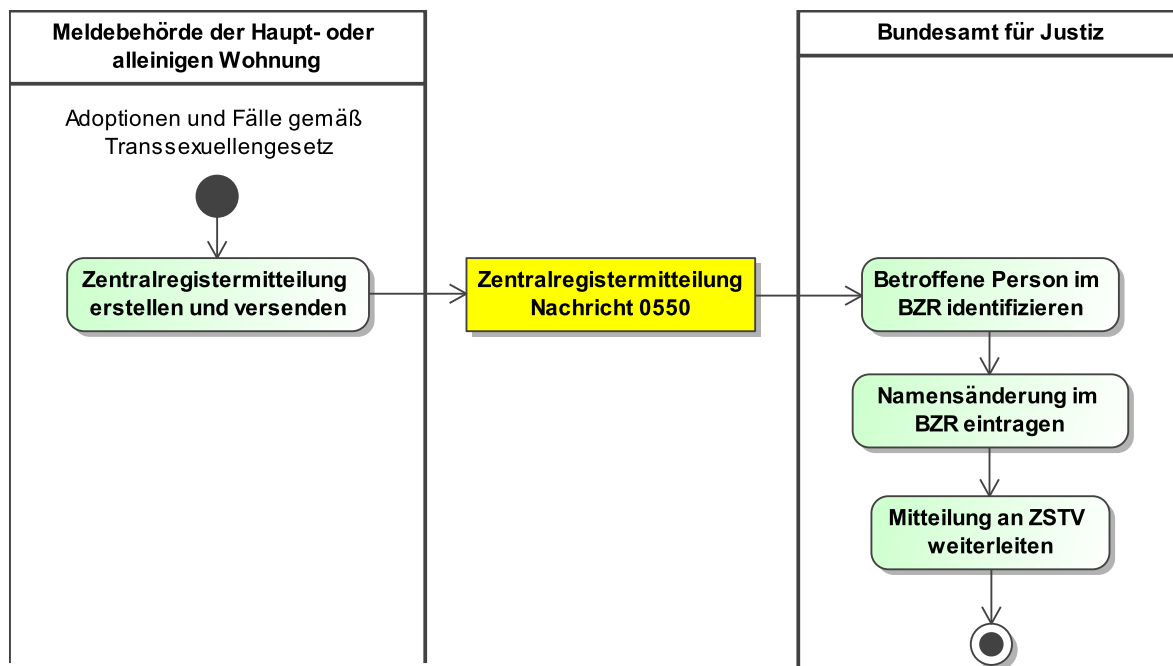 Meldebehörde der Haupt- oder
alleinigen Wohnung
Adoptionen und Fälle gemäß
Transsexuellengesetz
Zentralregistermitteilung
erstellen und versenden
Zentralregistermitteilung
Nachricht 0550
Bundesamt für Justiz
Betroffene Person im
BZR identifizieren
Namensänderung im
BZR eintragen
Mitteilung an ZSTV
weiterleiten